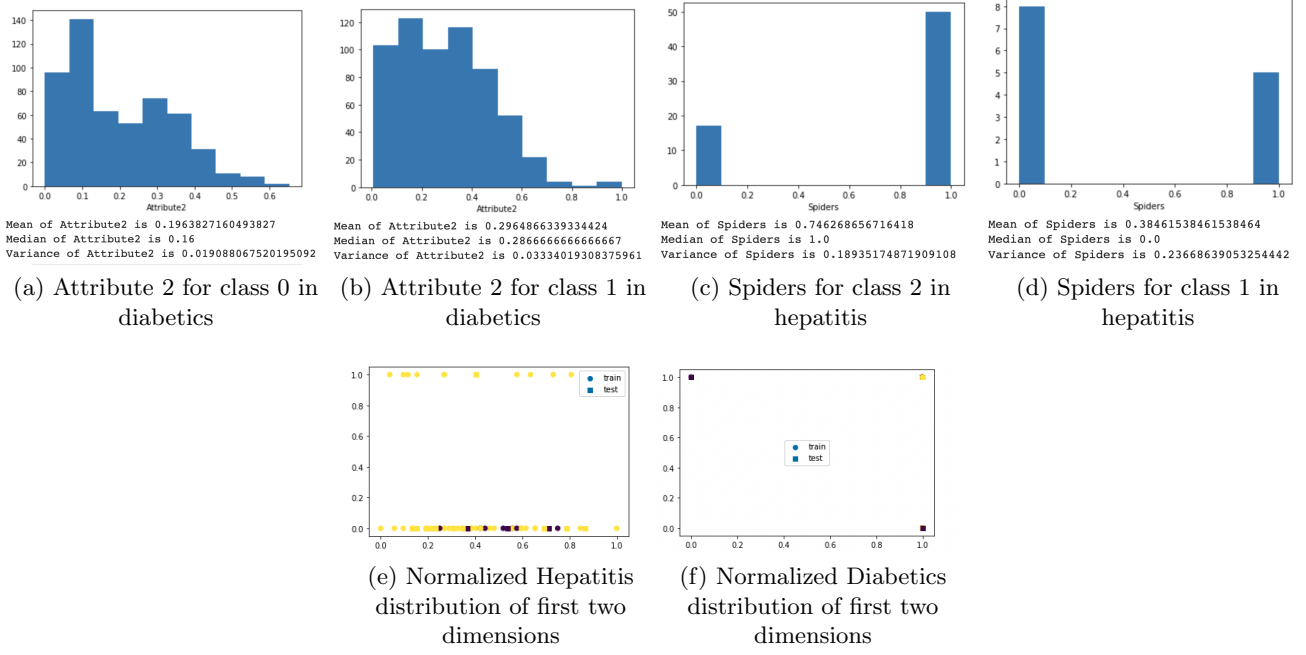 140
120
100
80
60
40
20
0
0.0 0.1 0.2 0.3 0.4 0.5 0.6
Attribute2
Mean of Attribute2 is 0.1963827160493827
Median of Attribute2 is 0.16
Variance of Attribute2 is 0.019088067520195092
(a) Attribute 2 for class 0 in
diabetics
120
100
80
60
40
20
0
0.0 0.2 0.4 0.6 0.8 1.0
Attribute2
Mean of Attribute2 is 0.2964866339334424
Median of Attribute2 is 0.2866666666666667
Variance of Attribute2 is 0.03334019308375961
(b) Attribute 2 for class 1 in
diabetics
50
40
30
20
10
0
0.0 0.2 0.4 0.6 0.8 1.0
Spiders
Mean of Spiders is 0.746268656716418
Median of Spiders is 1.0
Variance of Spiders is 0.18935174871909108
(c) Spiders for class 2 in
hepatitis
8
7
6
5
4
3
2
1
0
0.0 0.2 0.4 0.6 0.8 1.0
Spiders
Mean of Spiders is 0.38461538461538464
Median of Spiders is 0.0
Variance of Spiders is 0.23668639053254442
(d) Spiders for class 1 in
hepatitis
1.0
0.8
0.6
0.4
0.2
0.0
0.0 0.2 0.4 0.6 0.8 1.0
train
test
(e) Normalized Hepatitis
distribution of first two
dimensions
1.0
0.8
0.6
0.4
0.2
0.0
0.0 0.2 0.4 0.6 0.8 1.0
train
test
(f) Normalized Diabetics
distribution of first two
dimensions